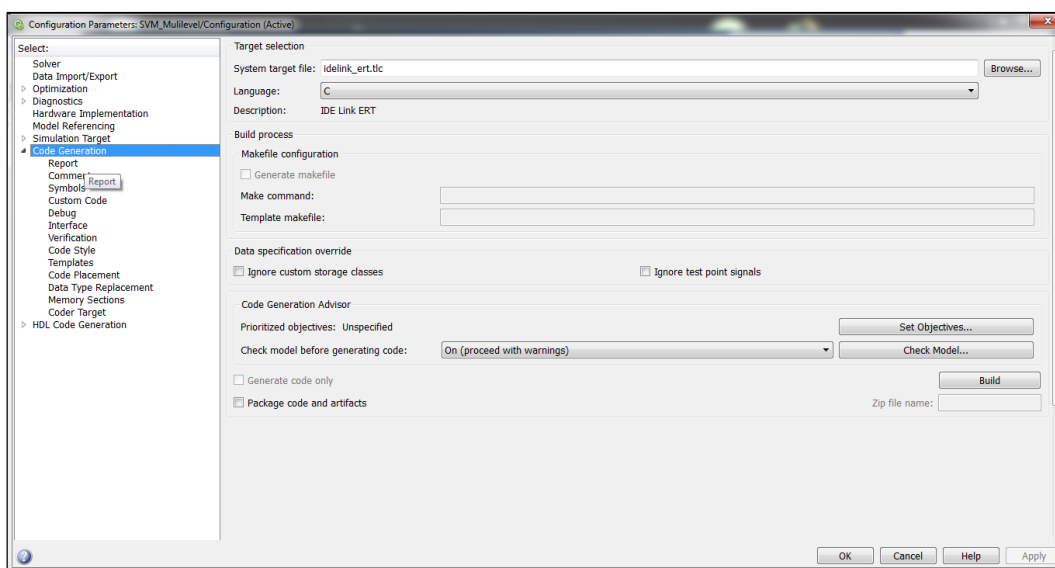 Configuration Parameters: SVM_Mulilevel/Configuration (Active)
Select:
Solver
Data Import/Export
Optimization
Diagnostics
Hardware Implementation
Model Referencing
Simulation Target
Code Generation
Report
Comme
Report
Symbols
Custom Code
Debug
Interface
Verification
Code Style
Templates
Code Placement
Data Type Replacement
Memory Sections
Coder Target
HDL Code Generation
Target selection
System target file: idelink_ert.tlc Browse...
Language: C
Description: IDE Link ERT
Build process
Makefile configuration
Generate makefile
Make command:
Template makefile:
Data specification override
Ignore custom storage classes Ignore test point signals
Code Generation Advisor
Prioritized objectives: Unspecified Set Objectives...
Check model before generating code: On (proceed with warnings) Check Model...
Generate code only Build
Package code and artifacts Zip file name:
OK Cancel Help Apply